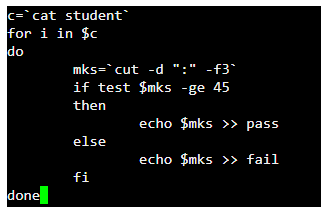 c=`cat student`
for i in $c
do
        mks=`cut -d ":" -f3`
        if test $mks -ge 45
        then
                echo $mks >> pass
        else
                echo $mks >> fail
        fi
done